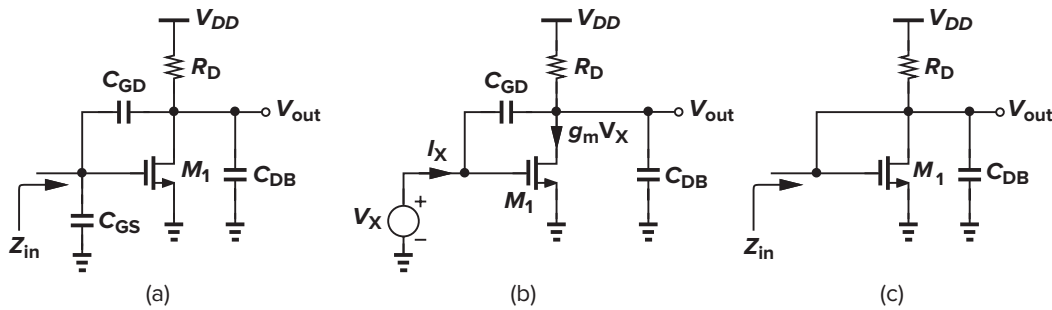 V_DD
R_D
C_GD
V_out
M_1
C_DB
C_GS
Z_in
(a)
V_DD
R_D
C_GD
V_out
g_mV_X
I_X
M_1
C_DB
V_X
+
−
(b)
V_DD
R_D
V_out
M_1
C_DB
Z_in
(c)